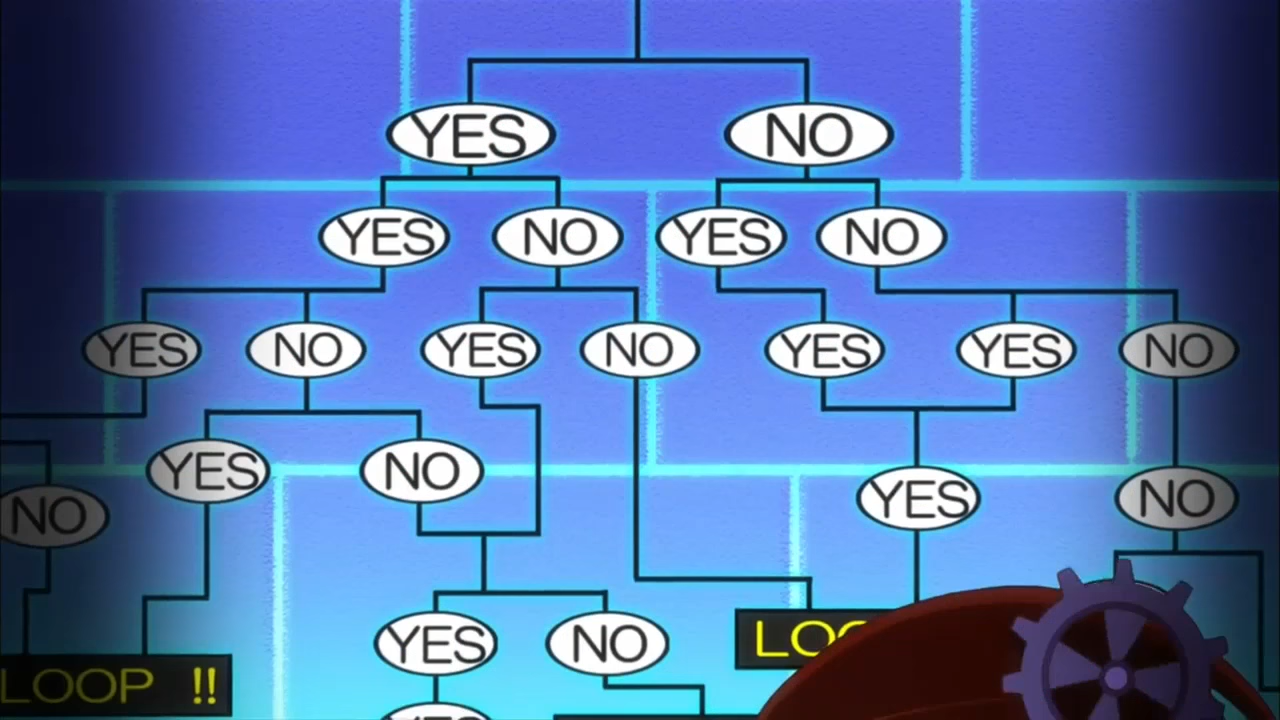 YES NO
YES NO YES NO
YES NO YES NO YES YES NO
YES NO
YES NO
NO
YES NO
LOOP !!
YES